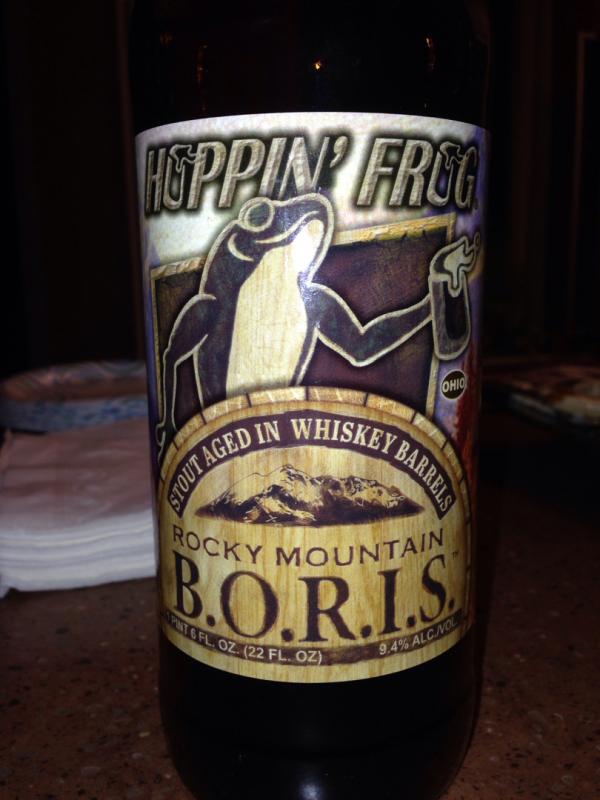 HOPPIN' FROG
OHIO
STOUT AGED IN WHISKEY BARRELS
ROCKY MOUNTAIN
B.O.R.I.S.™
1 PINT 6 FL. OZ. (22 FL. OZ) 9.4% ALC./VOL.